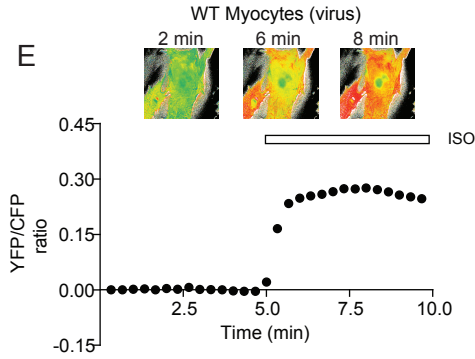 WT Myocytes (virus)
E
2 min 6 min 8 min
0.45
ISO
0.30
YFP/CFP
ratio
0.15
0.00
2.5 5.0 7.5 10.0
Time (min)
-0.15